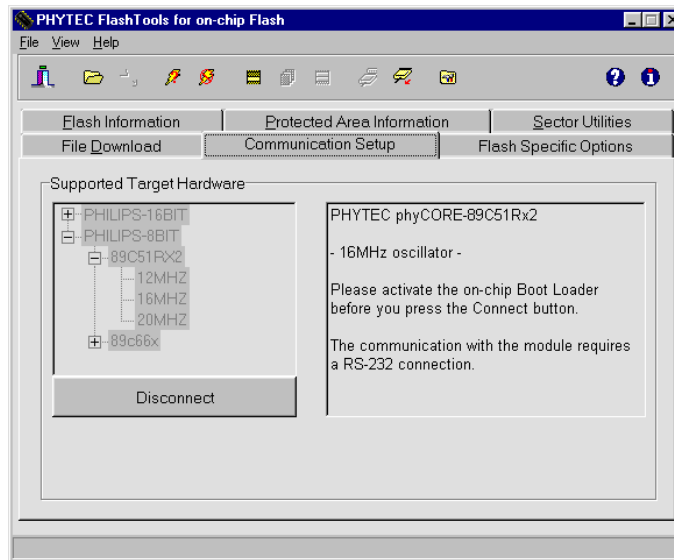 PHYTEC FlashTools for on-chip Flash
File View Help
Flash Information
Protected Area Information
Sector Utilities
File Download
Communication Setup
Flash Specific Options
Supported Target Hardware
PHILIPS-16BIT
PHILIPS-8BIT
89C51RX2
12MHZ
16MHZ
20MHZ
89c66x
Disconnect
PHYTEC phyCORE-89C51Rx2
- 16MHz oscillator -
Please activate the on-chip Boot Loader
before you press the Connect button.
The communication with the module requires
a RS-232 connection.